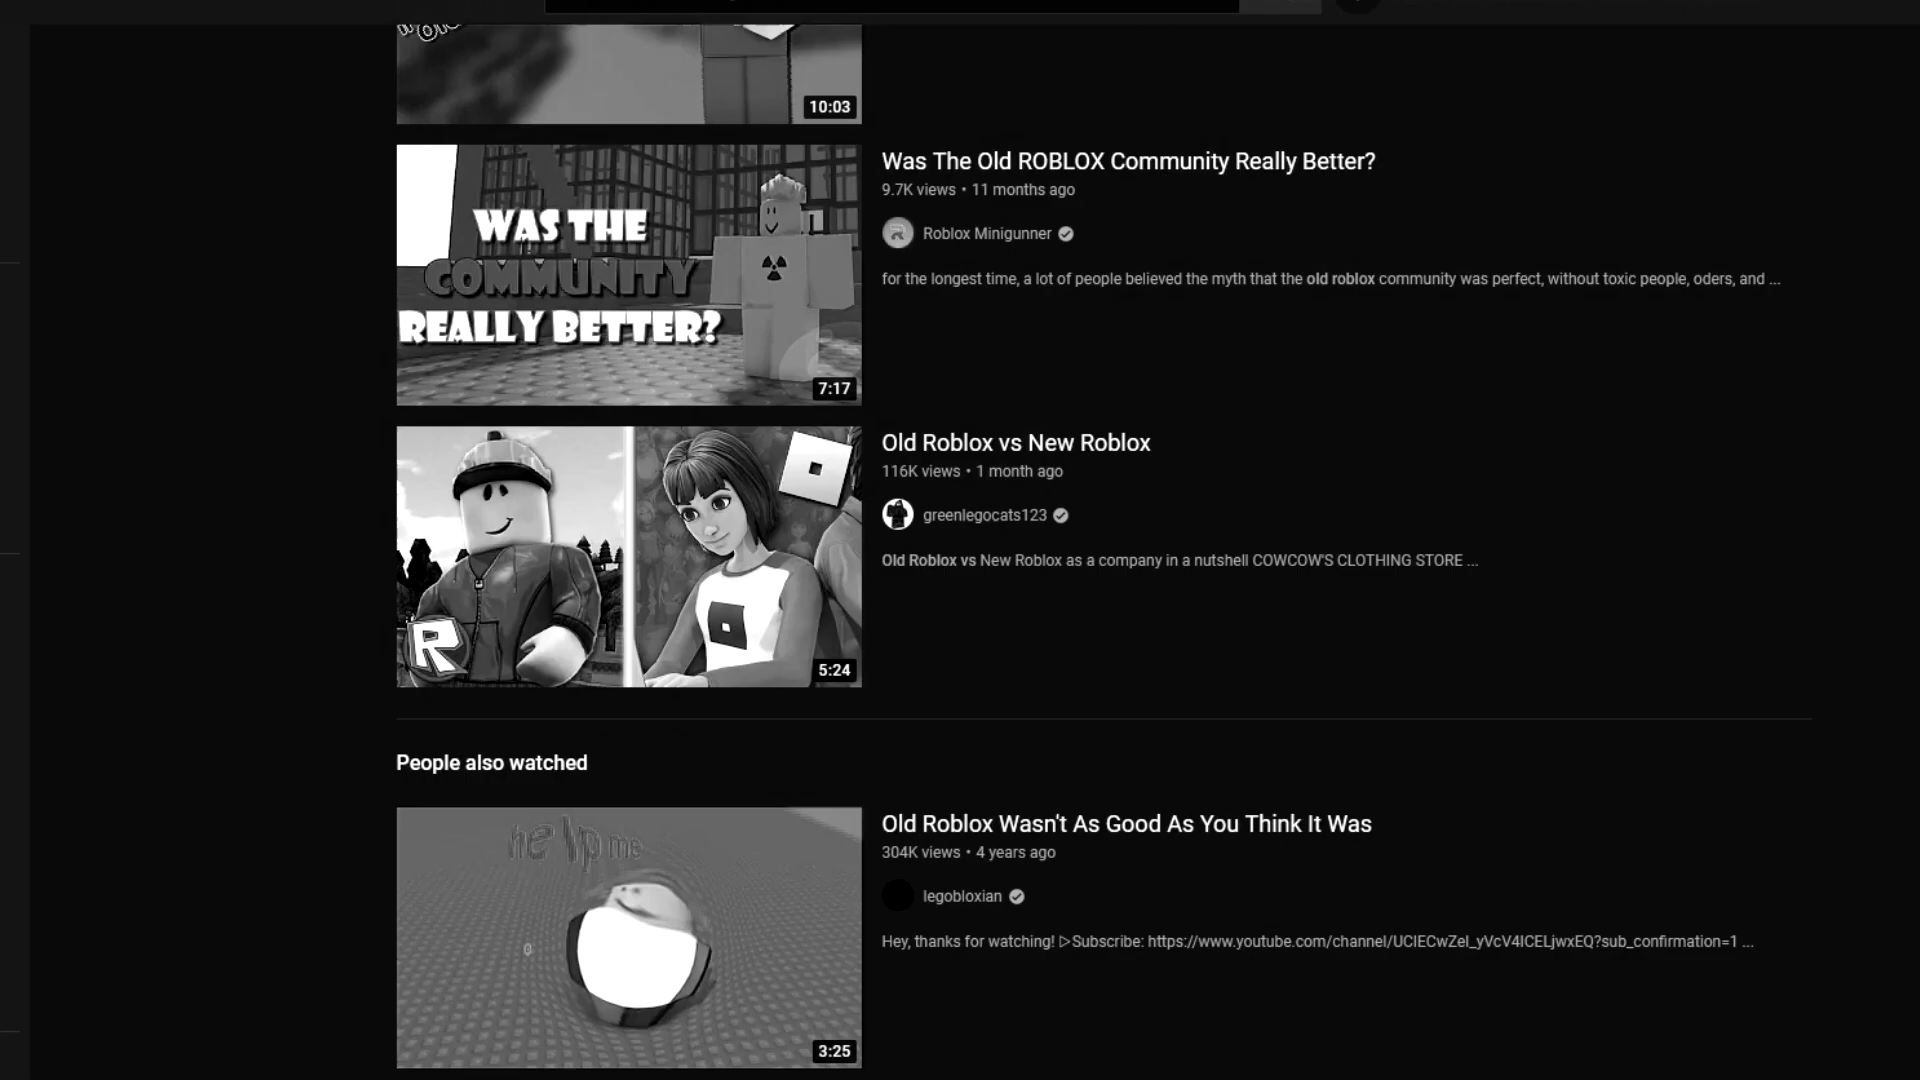 10:03
WAS THE
COMMUNITY
REALLY BETTER?
7:17
Was The Old ROBLOX Community Really Better?
9.7K views • 11 months ago
Roblox Minigunner
for the longest time, a lot of people believed the myth that the old roblox community was perfect, without toxic people, oders, and ...
R
5:24
Old Roblox vs New Roblox
116K views • 1 month ago
greenlegocats123
Old Roblox vs New Roblox as a company in a nutshell COWCOW'S CLOTHING STORE ...
People also watched
help me
0
3:25
Old Roblox Wasn't As Good As You Think It Was
304K views • 4 years ago
legobloxian
Hey, thanks for watching! ▷Subscribe: https://www.youtube.com/channel/UCIECwZeI_yVcV4ICELjwxEQ?sub_confirmation=1 ...